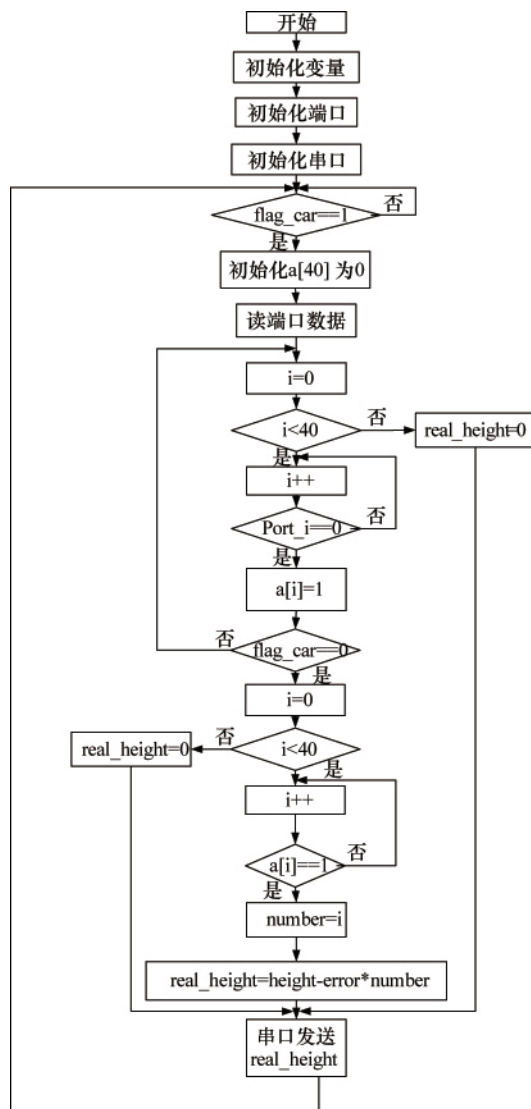 开始
初始化变量
初始化端口
初始化串口
flag_car==1
否
是
初始化a[40] 为0
读端口数据
i=0
i<40
否
real_height=0
是
i++
Port_i==0
否
是
a[i]=1
否
flag_car==0
是
i=0
real_height=0
否
i<40
是
i++
a[i]==1
否
是
number=i
real_height=height-error*number
串口发送
real_height